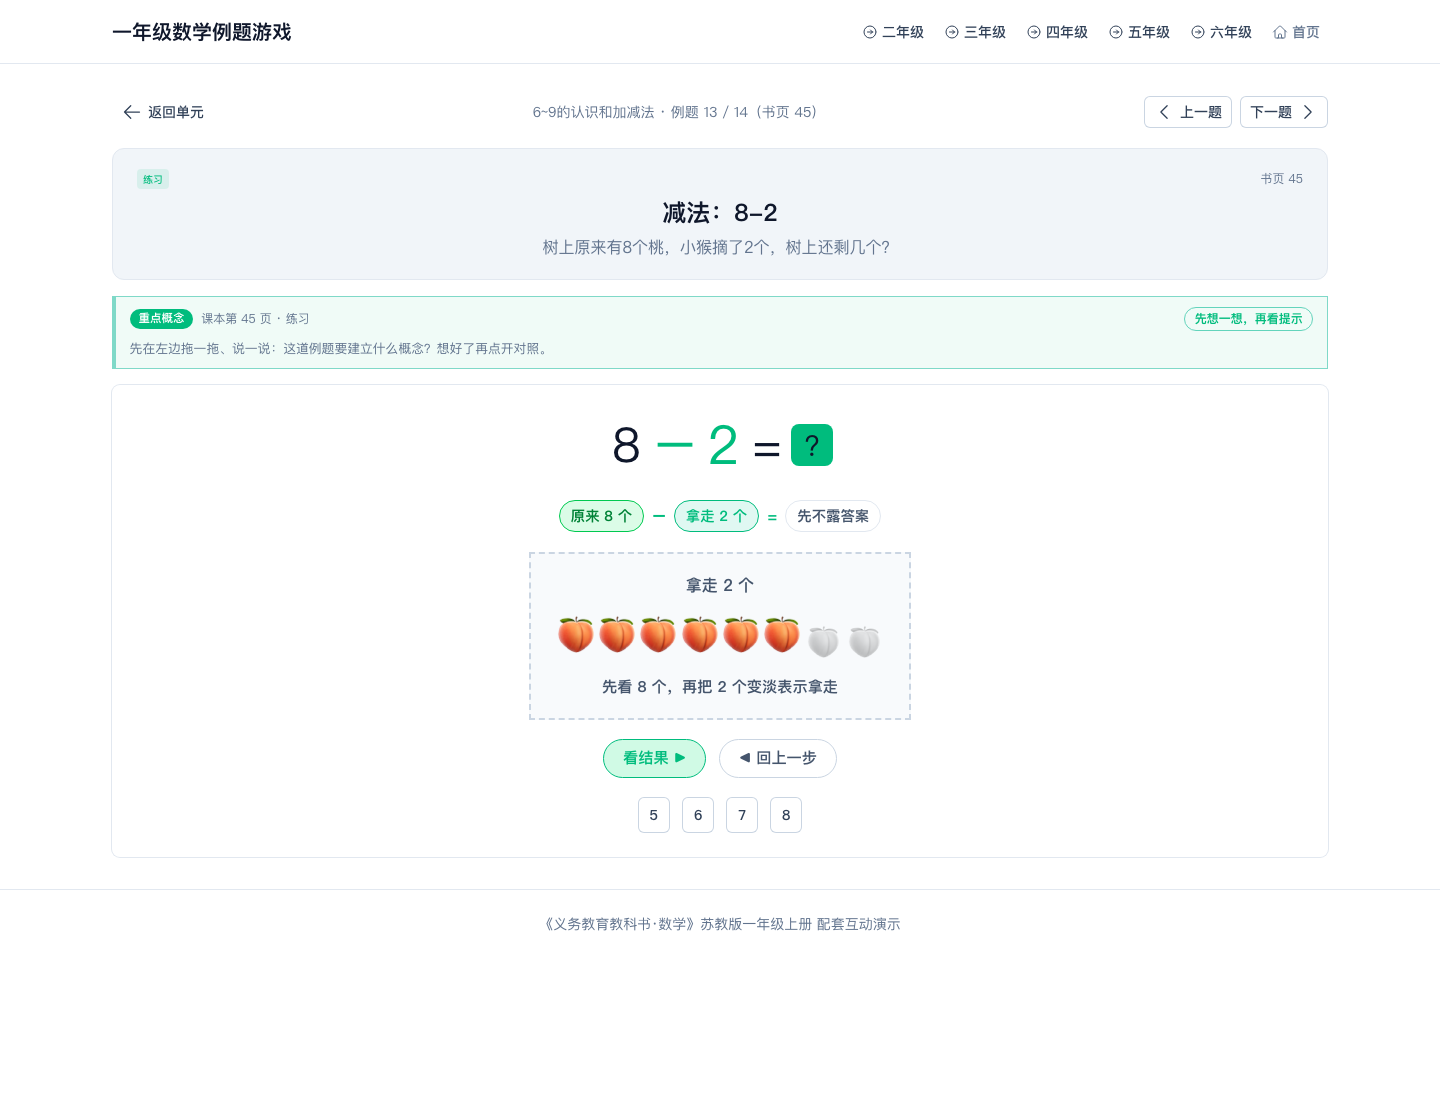 一年级数学例题游戏
二年级 三年级 四年级 五年级 六年级 首页
返回单元
6~9的认识和加减法 · 例题 13 / 14（书页 45）
上一题 下一题
练习
书页 45
减法：8−2
树上原来有8个桃，小猴摘了2个，树上还剩几个？
重点概念 课本第 45 页 · 练习
先想一想，再看提示
先在左边拖一拖、说一说：这道例题要建立什么概念？想好了再点开对照。
8 − 2 = ?
原来 8 个 − 拿走 2 个 = 先不露答案
拿走 2 个
先看 8 个，再把 2 个变淡表示拿走
看结果 ▶ ◀ 回上一步
5 6 7 8
《义务教育教科书·数学》苏教版一年级上册 配套互动演示